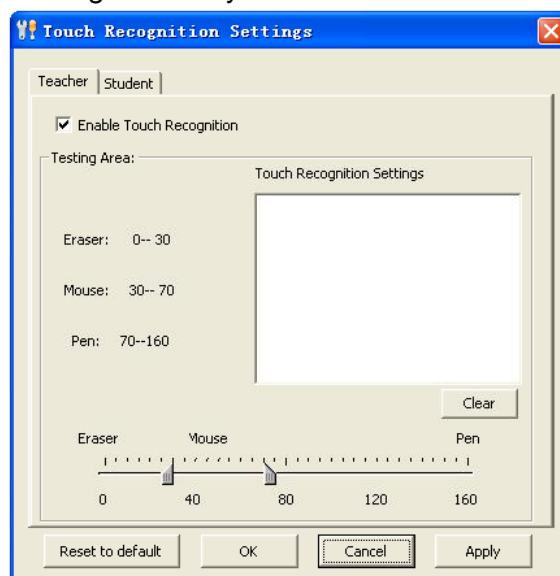 Touch Recognition Settings
Teacher
Student
Enable Touch Recognition
Testing Area:
Touch Recognition Settings
Eraser: 0-- 30
Mouse: 30-- 70
Pen: 70--160
Clear
Eraser Mouse Pen
0 40 80 120 160
Reset to default OK Cancel Apply